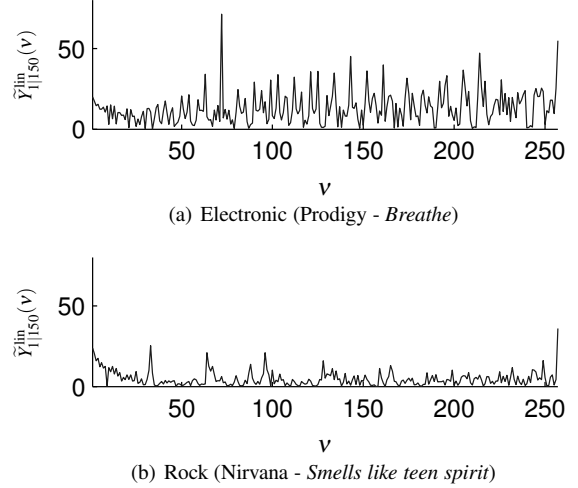 Ỹ^lin_1|150(ν)
50
0
50 100 150 200 250
ν
(a) Electronic (Prodigy - Breathe)
Ỹ^lin_1|150(ν)
50
0
50 100 150 200 250
ν
(b) Rock (Nirvana - Smells like teen spirit)